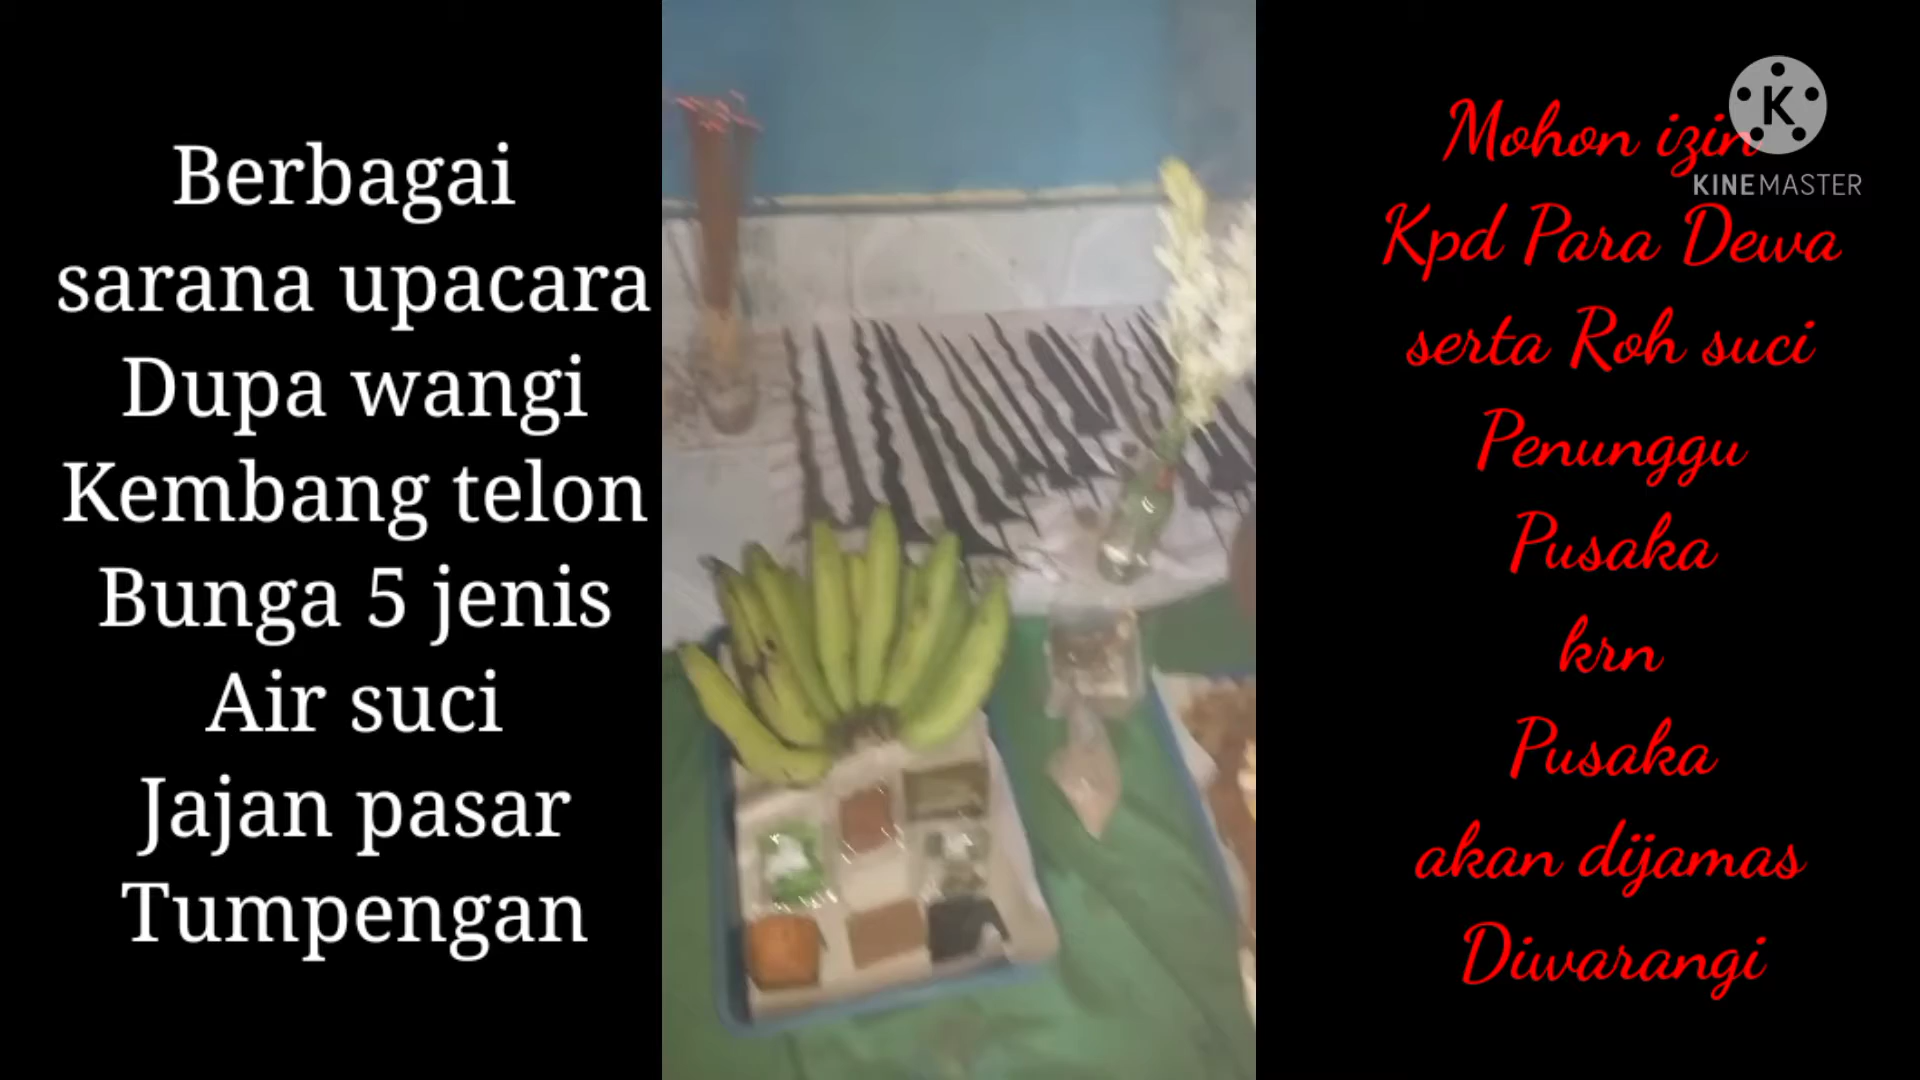 Berbagai
sarana upacara
Dupa wangi
Kembang telon
Bunga 5 jenis
Air suci
Jajan pasar
Tumpengan
Mohon izin
Kpd Para Dewa
serta Roh suci
Penunggu
Pusaka
krn
Pusaka
akan dijamas
Diwarangi
K
KINEMASTER